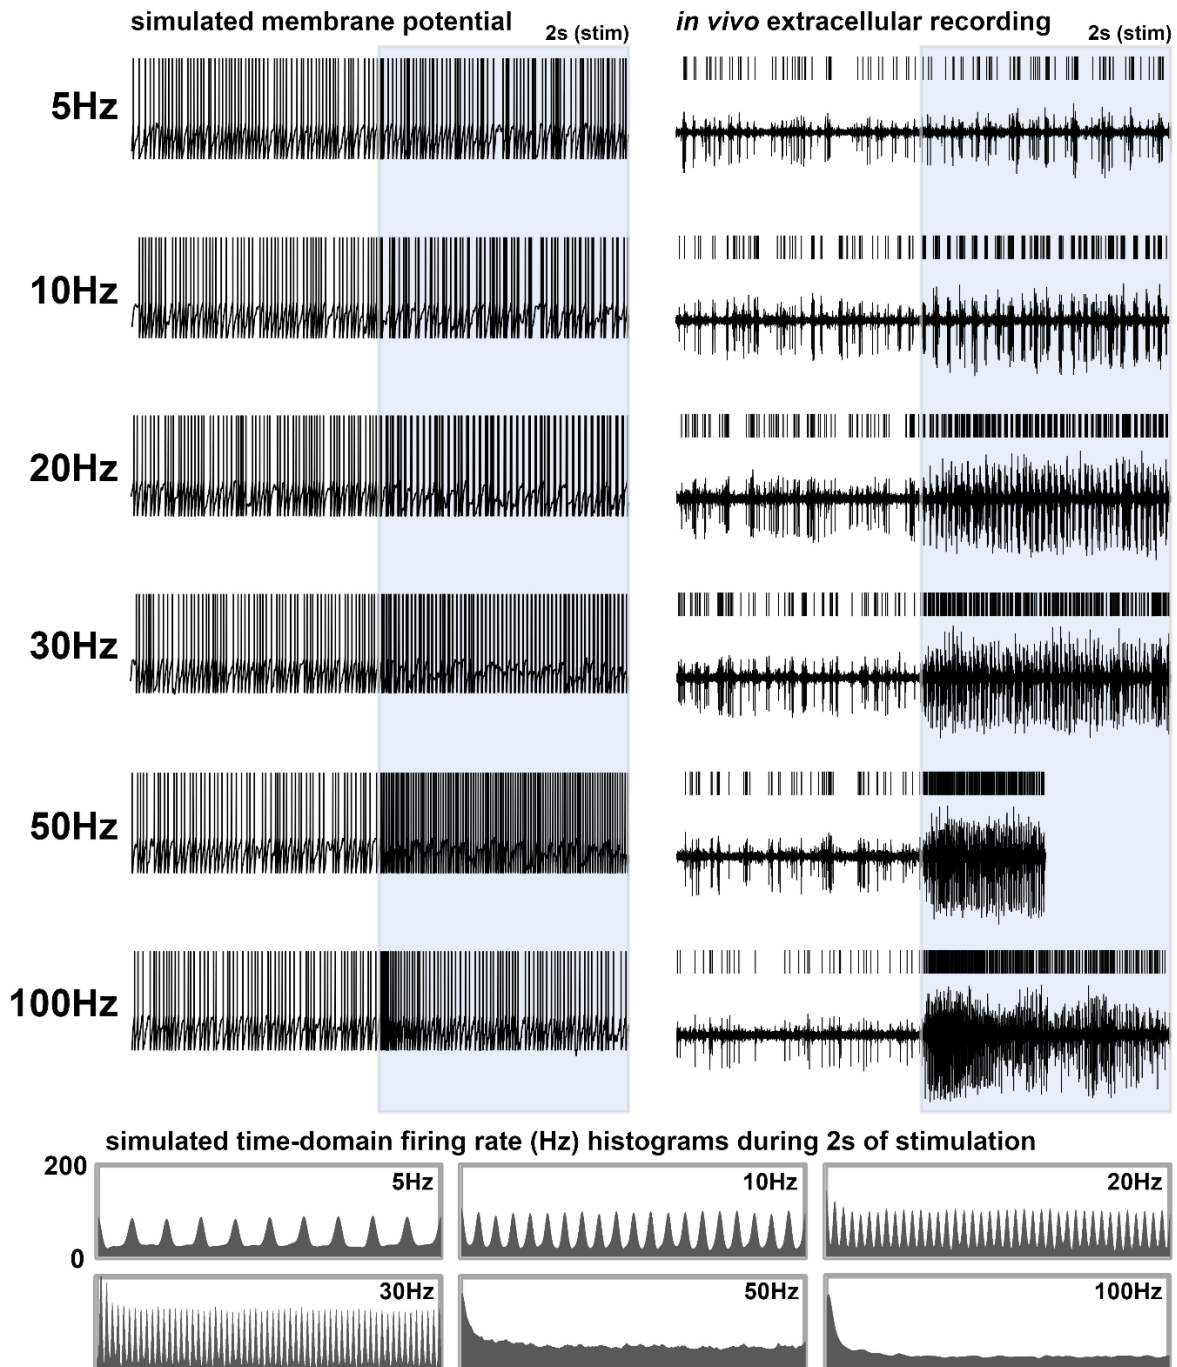 simulated membrane potential
2s (stim)
in vivo extracellular recording
2s (stim)
5Hz
10Hz
20Hz
30Hz
50Hz
100Hz
simulated time-domain firing rate (Hz) histograms during 2s of stimulation
200
0
5Hz
10Hz
20Hz
30Hz
50Hz
100Hz